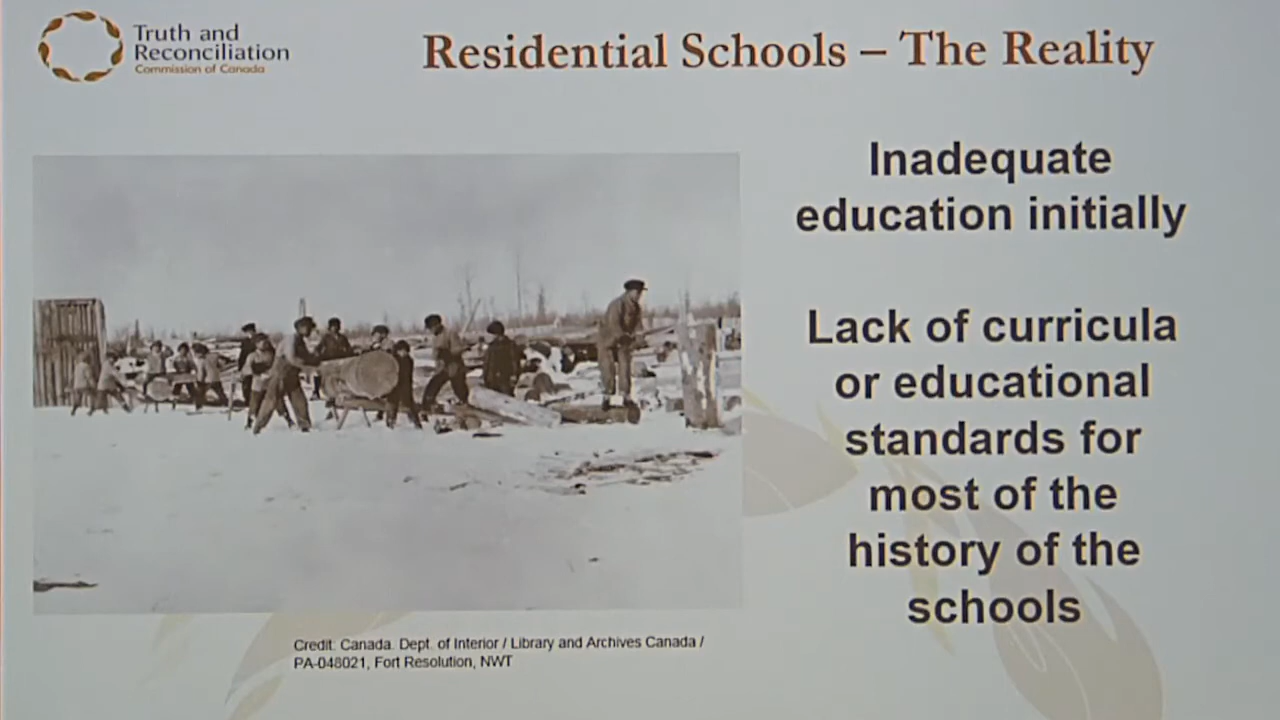 Truth and
Reconciliation
Commission of Canada
Residential Schools – The Reality
Inadequate
education initially
Lack of curricula
or educational
standards for
most of the
history of the
schools
Credit: Canada. Dept. of Interior / Library and Archives Canada /
PA-048021, Fort Resolution, NWT